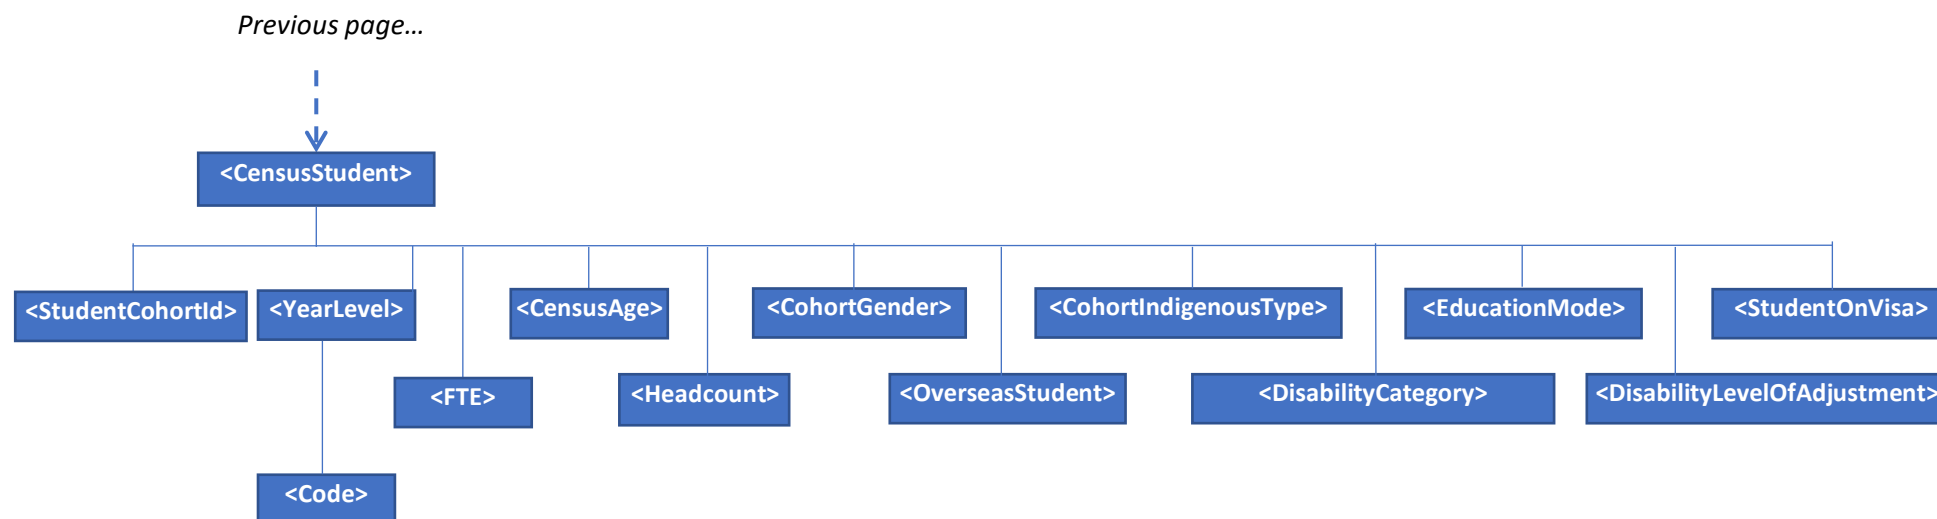 Previous page...
<CensusStudent>
<StudentCohortId>
<YearLevel>
<CensusAge>
<CohortGender>
<CohortIndigenousType>
<EducationMode>
<StudentOnVisa>
<FTE>
<Headcount>
<OverseasStudent>
<DisabilityCategory>
<DisabilityLevelOfAdjustment>
<Code>